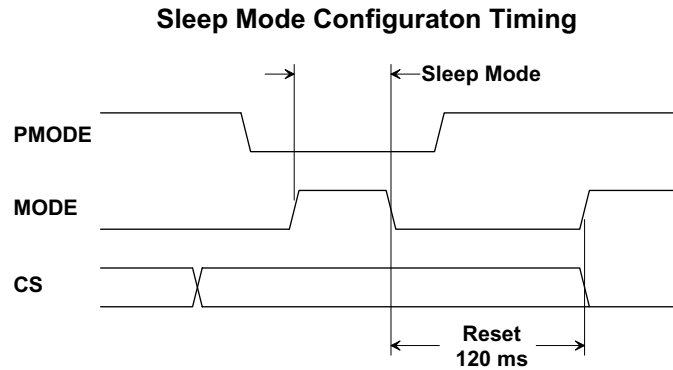 Sleep Mode Configuraton Timing
Sleep Mode
PMODE
MODE
CS
Reset
120 ms